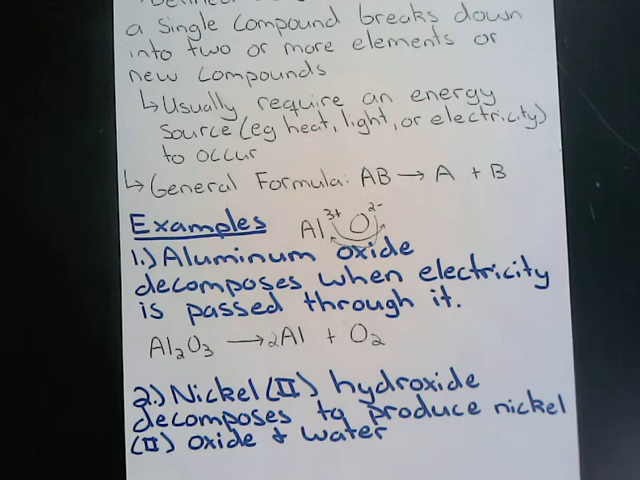 a single compound breaks down
into two or more elements or
new compounds
↳ Usually require an energy
source (eg heat, light, or electricity)
to occur
↳ General Formula: AB → A + B
Examples Al³⁺ O²⁻
1.) Aluminum oxide
decomposes when electricity
is passed through it.
Al₂O₃ → 2Al + O₂
2.) Nickel (II) hydroxide
decomposes to produce nickel
(II) oxide & water